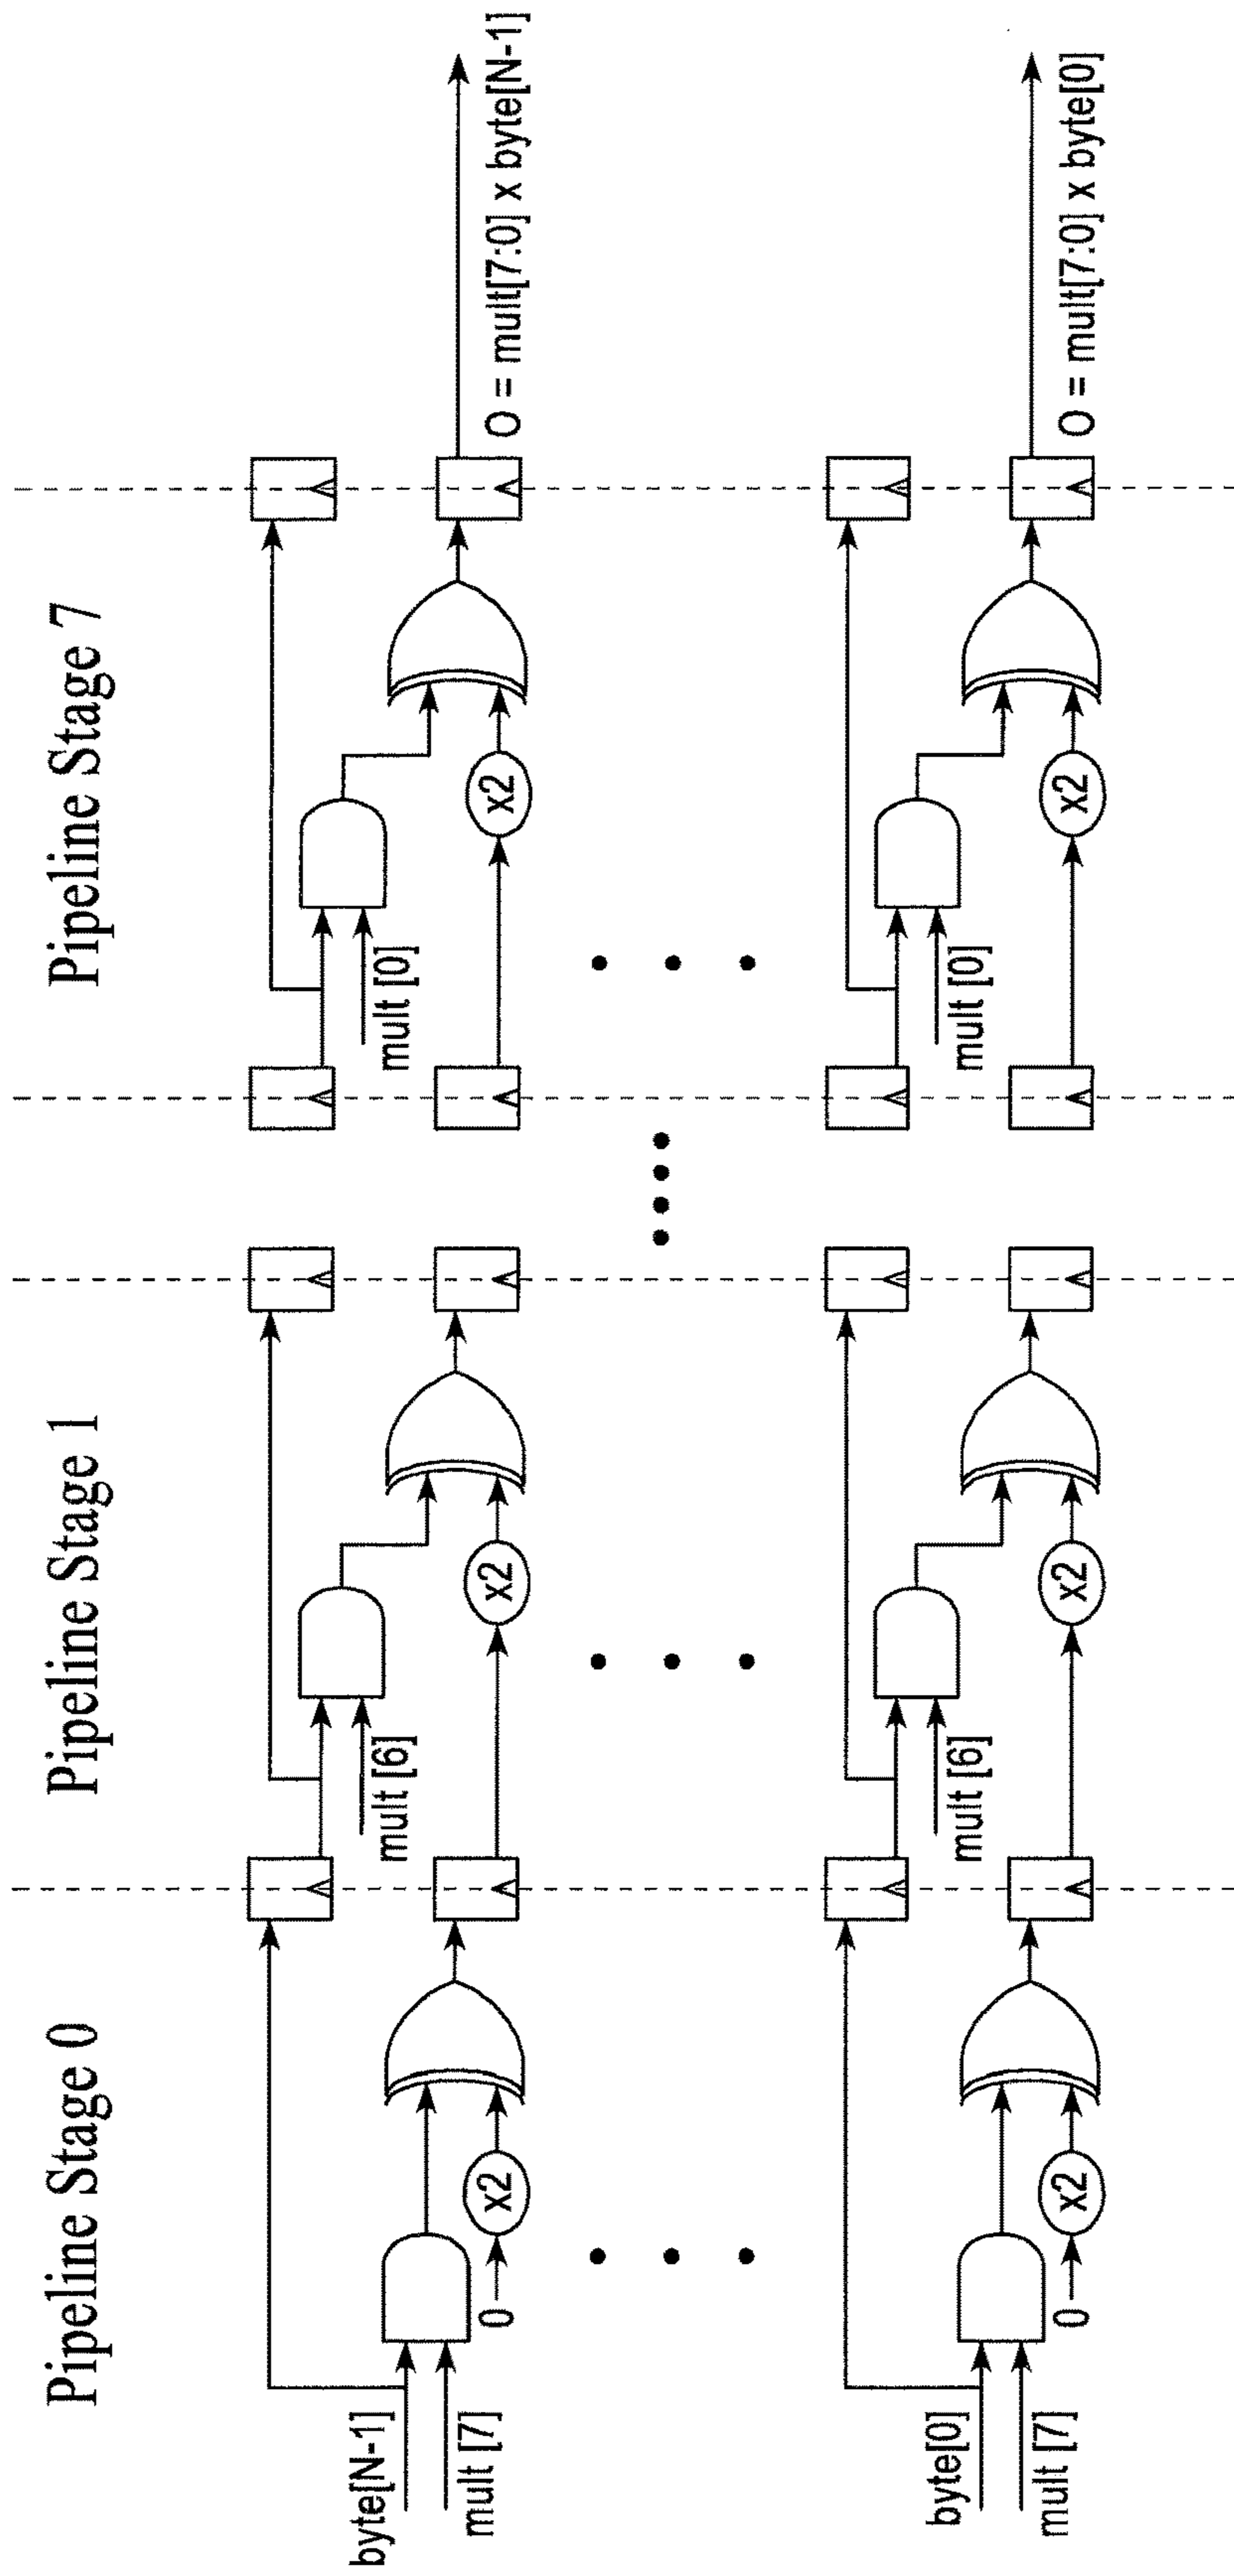 Pipeline Stage 0
Pipeline Stage 1
Pipeline Stage 7
byte[N-1]
mult [7]
0
x2
mult [6]
x2
mult [0]
x2
O = mult[7:0] x byte[N-1]
byte[0]
mult [7]
0
x2
mult [6]
x2
mult [0]
x2
O = mult[7:0] x byte[0]